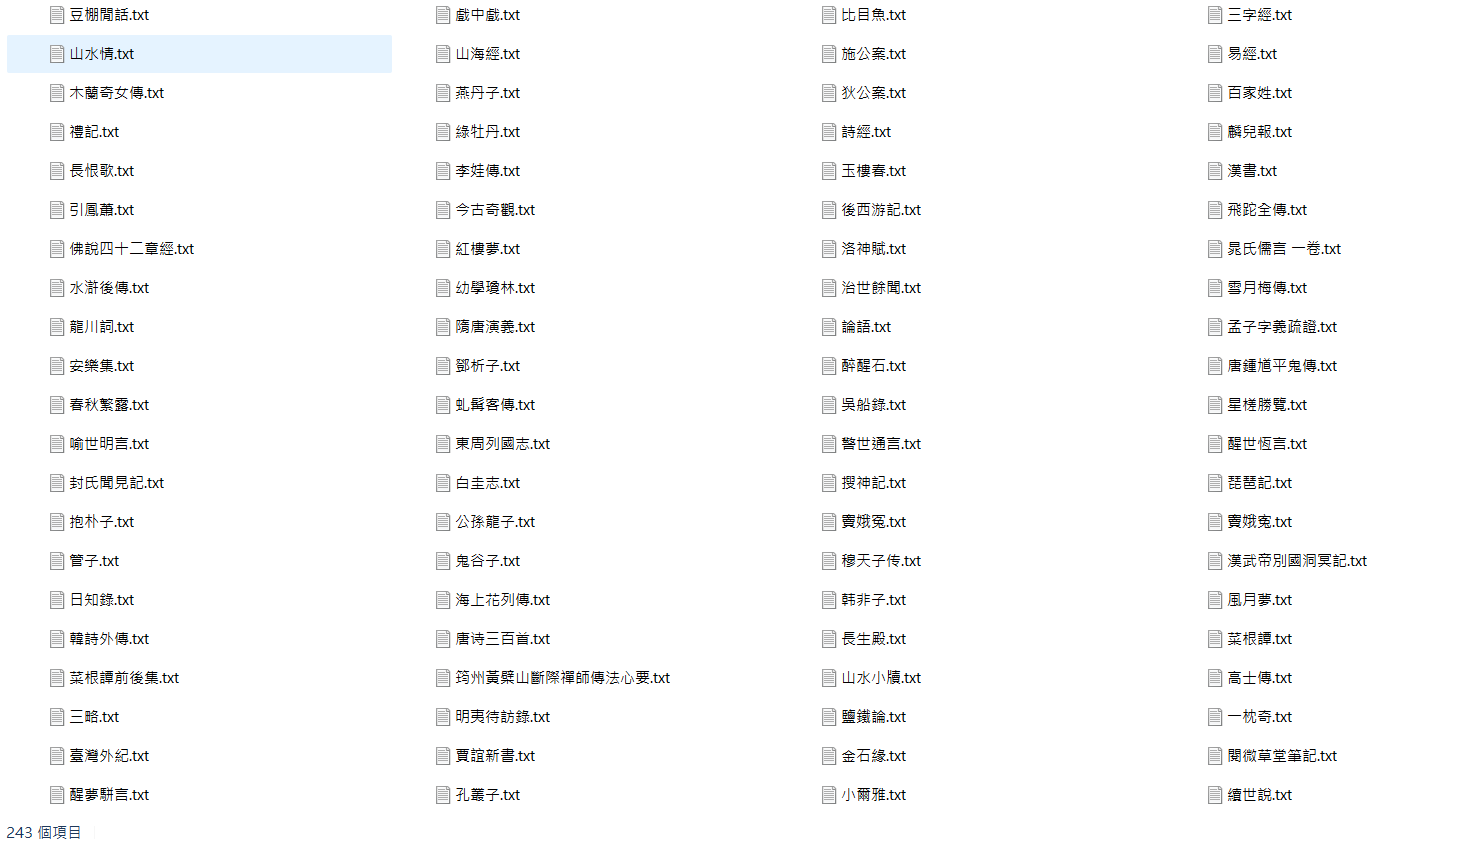 豆棚閒話.txt 戲中戲.txt 比目魚.txt 三字經.txt
山水情.txt 山海經.txt 施公案.txt 易經.txt
木蘭奇女傳.txt 燕丹子.txt 狄公案.txt 百家姓.txt
禮記.txt 綠牡丹.txt 詩經.txt 麟兒報.txt
長恨歌.txt 李娃傳.txt 玉樓春.txt 漢書.txt
引鳳蕭.txt 今古奇觀.txt 後西游記.txt 飛跎全傳.txt
佛說四十二章經.txt 紅樓夢.txt 洛神賦.txt 晁氏儒言 一卷.txt
水滸後傳.txt 幼學瓊林.txt 治世餘聞.txt 雪月梅傳.txt
龍川詞.txt 隋唐演義.txt 論語.txt 孟子字義疏證.txt
安樂集.txt 鄧析子.txt 醉醒石.txt 唐鍾馗平鬼傳.txt
春秋繁露.txt 虬髯客傳.txt 吳船錄.txt 星槎勝覽.txt
喻世明言.txt 東周列國志.txt 警世通言.txt 醒世恆言.txt
封氏聞見記.txt 白圭志.txt 搜神記.txt 琵琶記.txt
抱朴子.txt 公孫龍子.txt 竇娥冤.txt 竇娥寃.txt
管子.txt 鬼谷子.txt 穆天子传.txt 漢武帝別國洞冥記.txt
日知錄.txt 海上花列傳.txt 韩非子.txt 風月夢.txt
韓詩外傳.txt 唐诗三百首.txt 長生殿.txt 菜根譚.txt
菜根譚前後集.txt 筠州黃檗山斷際禪師傳法心要.txt 山水小牘.txt 高士傳.txt
三略.txt 明夷待訪錄.txt 鹽鐵論.txt 一枕奇.txt
臺灣外紀.txt 賈誼新書.txt 金石緣.txt 閱微草堂筆記.txt
醒夢駢言.txt 孔叢子.txt 小爾雅.txt 續世說.txt
243 個項目